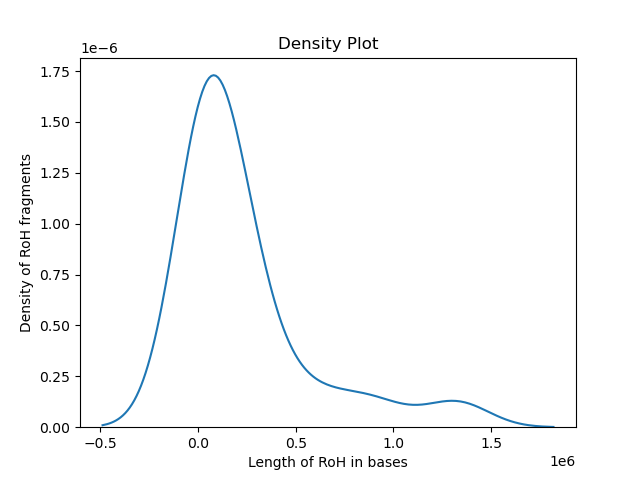 Density Plot
1e−6
1.75
1.50
1.25
1.00
0.75
0.50
0.25
0.00
Density of RoH fragments
−0.5 0.0 0.5 1.0 1.5
1e6
Length of RoH in bases